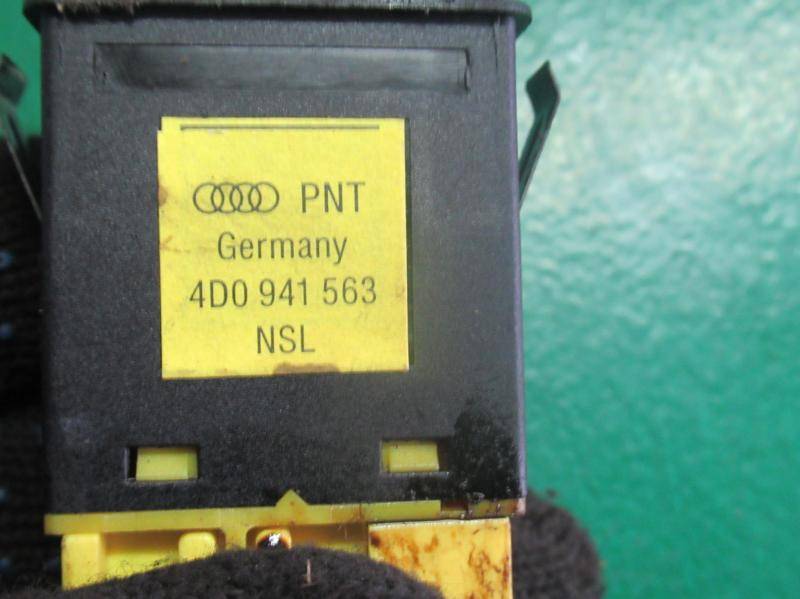 PNT
Germany
4D0 941 563
NSL